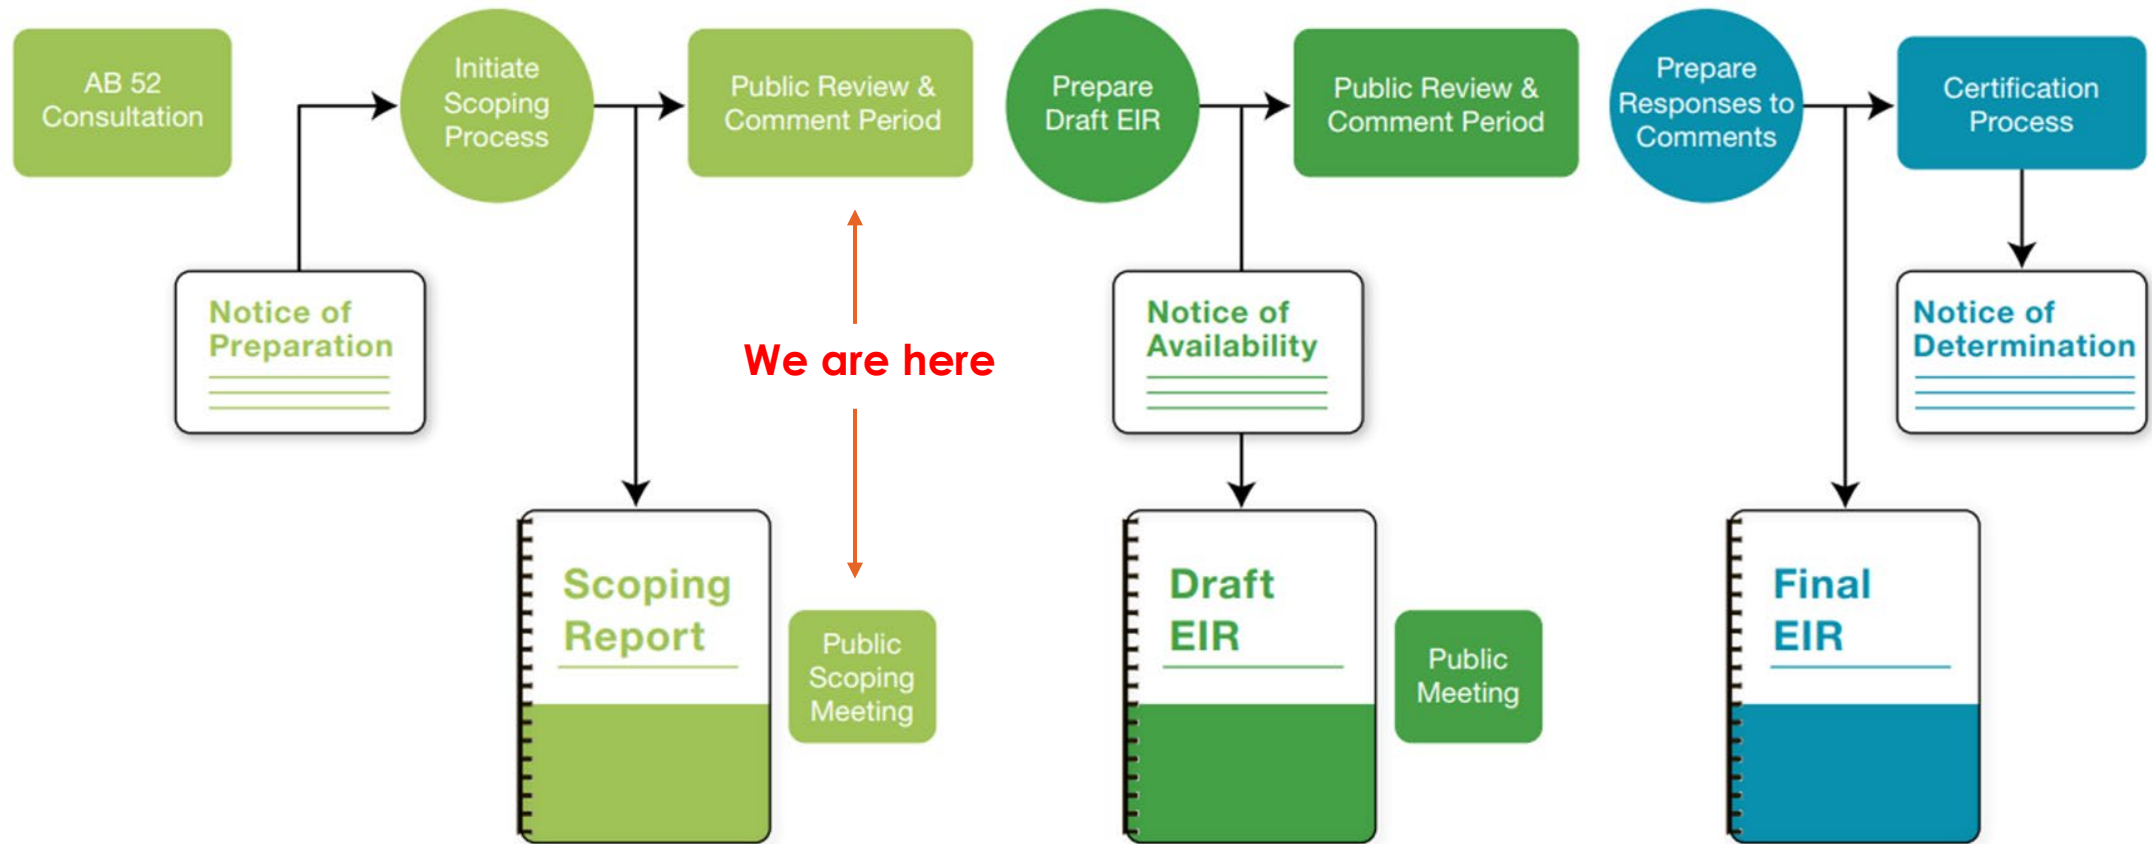 AB 52
Consultation
Initiate
Scoping
Process
Public Review &
Comment Period
Prepare
Draft EIR
Public Review &
Comment Period
Prepare
Responses to
Comments
Certification
Process
Notice of
Preparation
We are here
Notice of
Availability
Notice of
Determination
Scoping
Report
Public
Scoping
Meeting
Draft
EIR
Public
Meeting
Final
EIR